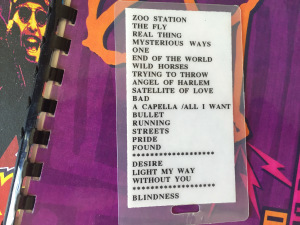 ZOO STATION
THE FLY
REAL THING
MYSTERIOUS WAYS
ONE
END OF THE WORLD
WILD HORSES
TRYING TO THROW
ANGEL OF HARLEM
SATELLITE OF LOVE
BAD
A CAPELLA /ALL I WANT
BULLET
RUNNING
STREETS
PRIDE
FOUND
********************
DESIRE
LIGHT MY WAY
WITHOUT YOU
********************
BLINDNESS